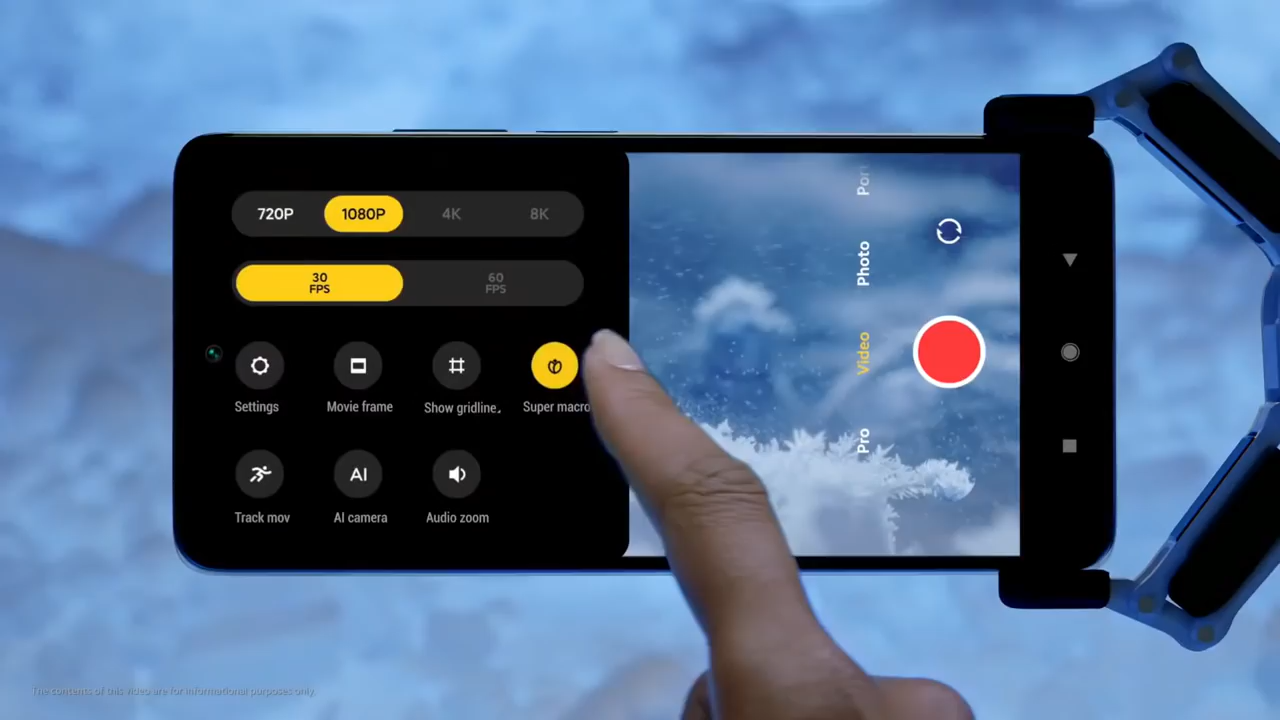 720P 1080P 4K 8K
30 FPS 60 FPS
Settings Movie frame Show gridline. Super macro
Track mov AI camera Audio zoom
AI
Por
Photo
Video
Pro
The contents of this video are for informational purposes only.